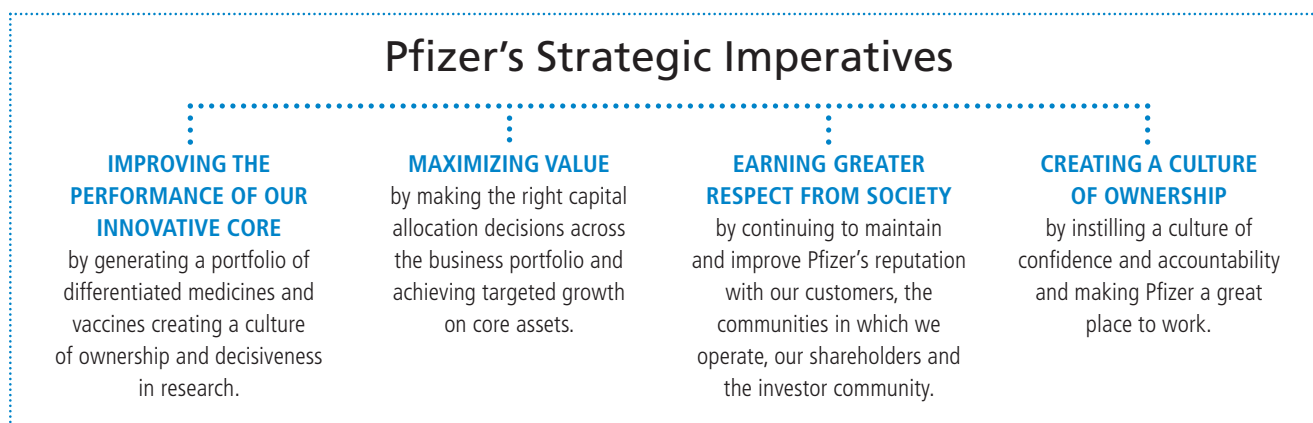 Pfizer’s Strategic Imperatives
IMPROVING THE
PERFORMANCE OF OUR
INNOVATIVE CORE
by generating a portfolio of
differentiated medicines and
vaccines creating a culture
of ownership and decisiveness
in research.
MAXIMIZING VALUE
by making the right capital
allocation decisions across
the business portfolio and
achieving targeted growth
on core assets.
EARNING GREATER
RESPECT FROM SOCIETY
by continuing to maintain
and improve Pfizer’s reputation
with our customers, the
communities in which we
operate, our shareholders and
the investor community.
CREATING A CULTURE
OF OWNERSHIP
by instilling a culture of
confidence and accountability
and making Pfizer a great
place to work.